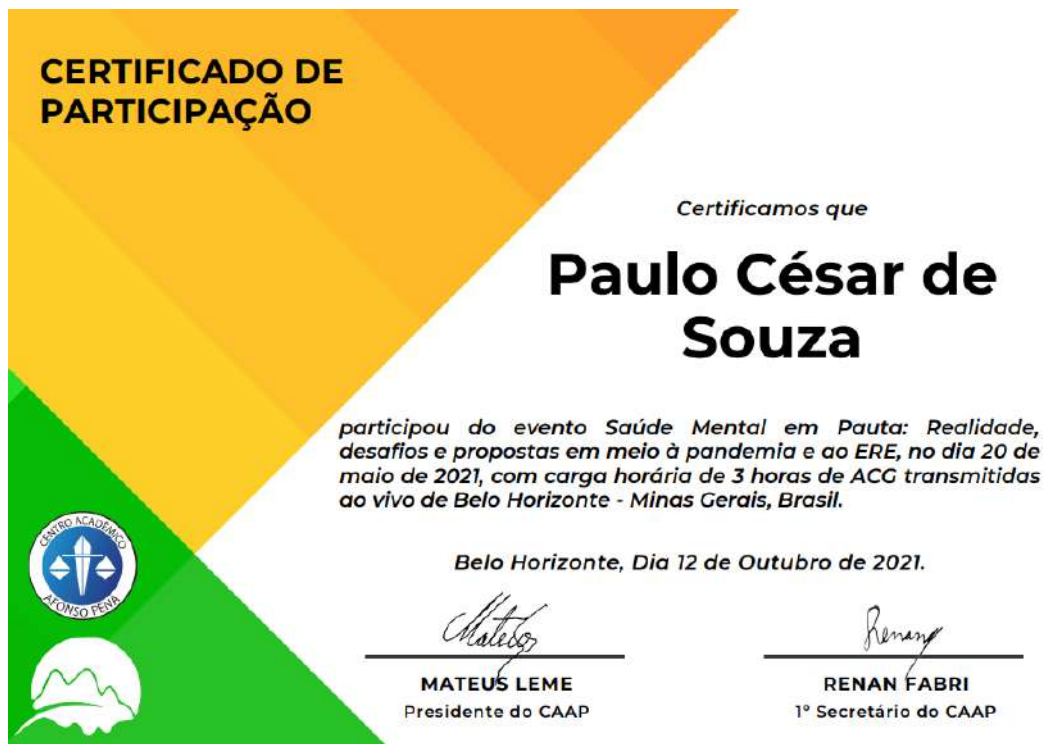 CERTIFICADO DE
PARTICIPAÇÃO
Certificamos que
Paulo César de
Souza
participou do evento Saúde Mental em Pauta: Realidade,
desafios e propostas em meio à pandemia e ao ERE, no dia 20 de
maio de 2021, com carga horária de 3 horas de ACG transmitidas
ao vivo de Belo Horizonte - Minas Gerais, Brasil.
Belo Horizonte, Dia 12 de Outubro de 2021.
CENTRO ACADÊMICO
AFONSO PENA
Mateus
Renan
MATEUS LEME
RENAN FABRI
Presidente do CAAP
1º Secretário do CAAP